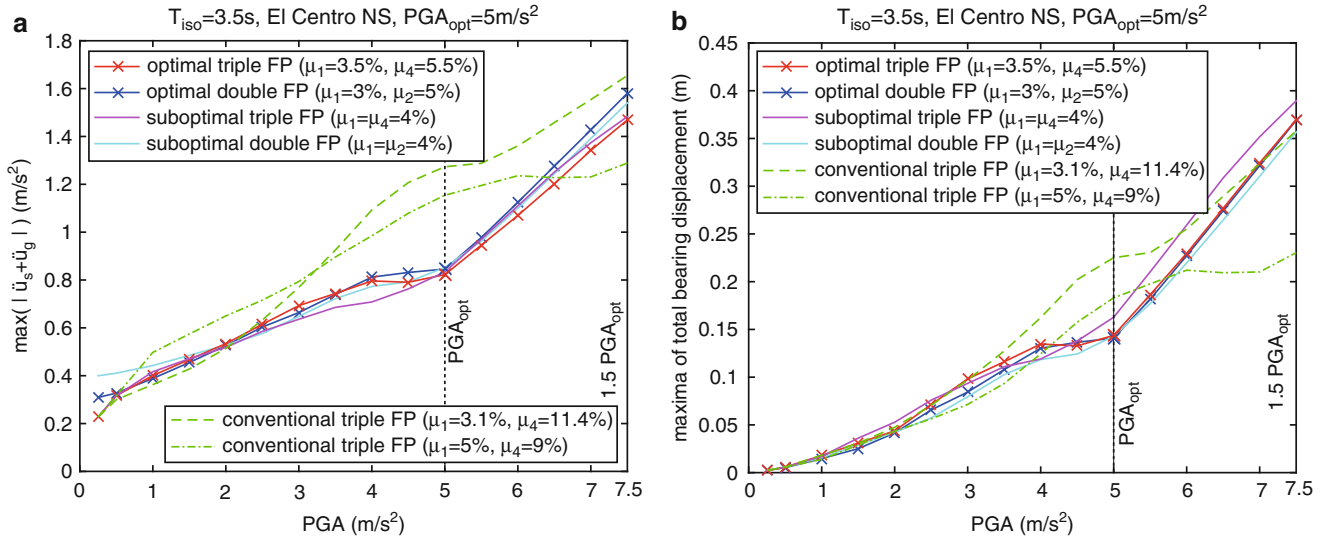 a
T_iso=3.5s, El Centro NS, PGA_opt=5m/s²
max( | ü_s+ü_g | ) (m/s²)
1.8
1.6
1.4
1.2
1
0.8
0.6
0.4
0.2
0
optimal triple FP (μ₁=3.5%, μ₄=5.5%)
optimal double FP (μ₁=3%, μ₂=5%)
suboptimal triple FP (μ₁=μ₄=4%)
suboptimal double FP (μ₁=μ₂=4%)
PGA_opt
1.5 PGA_opt
conventional triple FP (μ₁=3.1%, μ₄=11.4%)
conventional triple FP (μ₁=5%, μ₄=9%)
0 1 2 3 4 5 6 7 7.5
PGA (m/s²)
b
T_iso=3.5s, El Centro NS, PGA_opt=5m/s²
maxima of total bearing displacement (m)
0.45
0.4
0.35
0.3
0.25
0.2
0.15
0.1
0.05
0
optimal triple FP (μ₁=3.5%, μ₄=5.5%)
optimal double FP (μ₁=3%, μ₂=5%)
suboptimal triple FP (μ₁=μ₄=4%)
suboptimal double FP (μ₁=μ₂=4%)
conventional triple FP (μ₁=3.1%, μ₄=11.4%)
conventional triple FP (μ₁=5%, μ₄=9%)
PGA_opt
1.5 PGA_opt
0 1 2 3 4 5 6 7 7.5
PGA (m/s²)